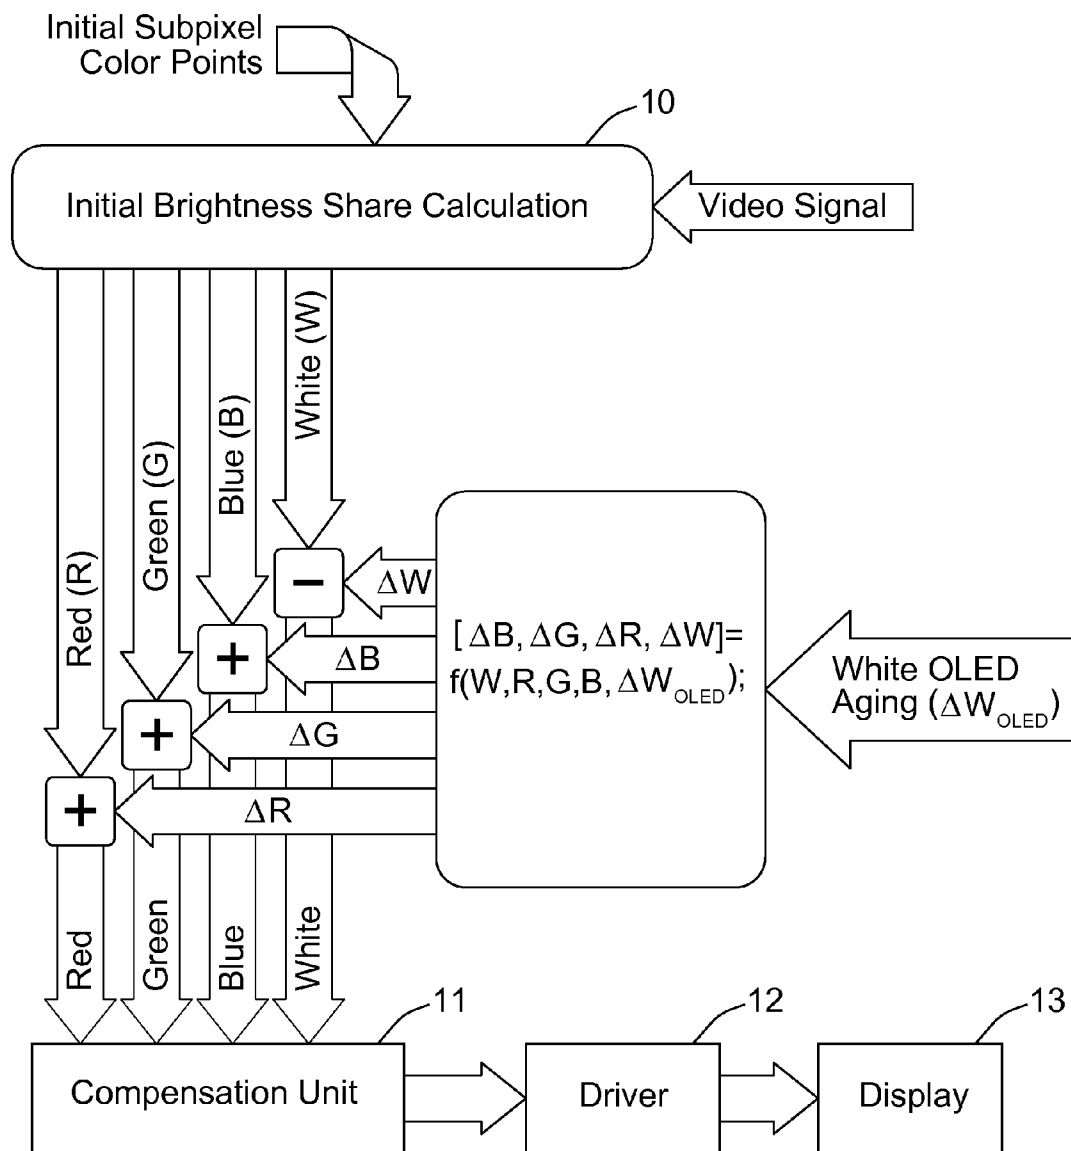 Initial Subpixel
Color Points
10
Initial Brightness Share Calculation
Video Signal
Red (R)
Green (G)
Blue (B)
White (W)
−
ΔW
+
ΔB
+
ΔG
+
ΔR
[ ΔB, ΔG, ΔR, ΔW]=
f(W,R,G,B, ΔW_OLED);
White OLED
Aging (ΔW_OLED)
Red
Green
Blue
White
11
Compensation Unit
12
Driver
13
Display